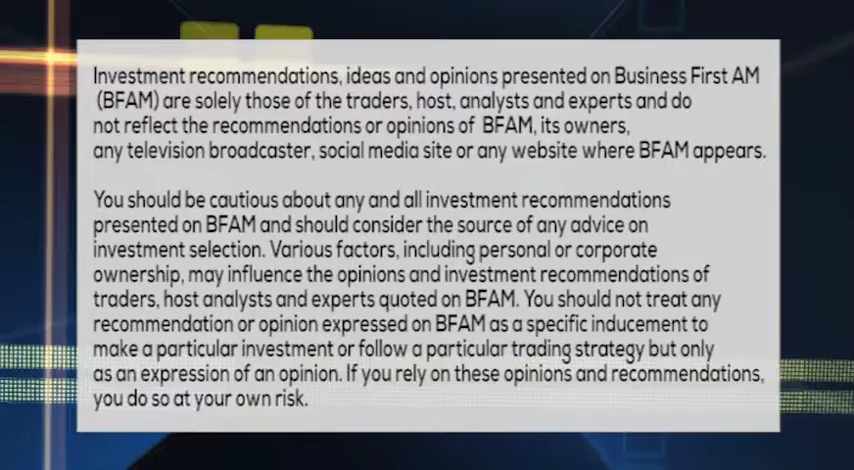 Investment recommendations, ideas and opinions presented on Business First AM
(BFAM) are solely those of the traders, host, analysts and experts and do
not reflect the recommendations or opinions of BFAM, its owners,
any television broadcaster, social media site or any website where BFAM appears.
You should be cautious about any and all investment recommendations
presented on BFAM and should consider the source of any advice on
investment selection. Various factors, including personal or corporate
ownership, may influence the opinions and investment recommendations of
traders, host analysts and experts quoted on BFAM. You should not treat any
recommendation or opinion expressed on BFAM as a specific inducement to
make a particular investment or follow a particular trading strategy but only
as an expression of an opinion. If you rely on these opinions and recommendations,
you do so at your own risk.